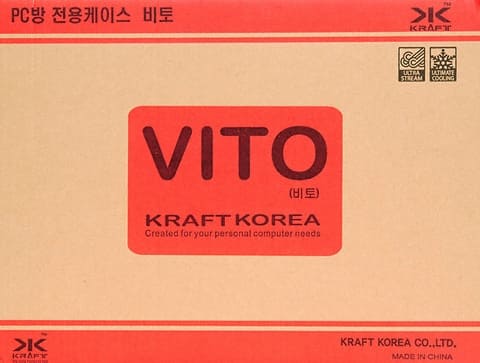 PC방 전용케이스 비토
KRAFT
ULTRA
STREAM
ULTIMATE
COOLING
VITO
(비토)
KRAFT KOREA
Created for your personal computer needs
KRAFT
KRAFT KOREA CO.,LTD.
MADE IN CHINA